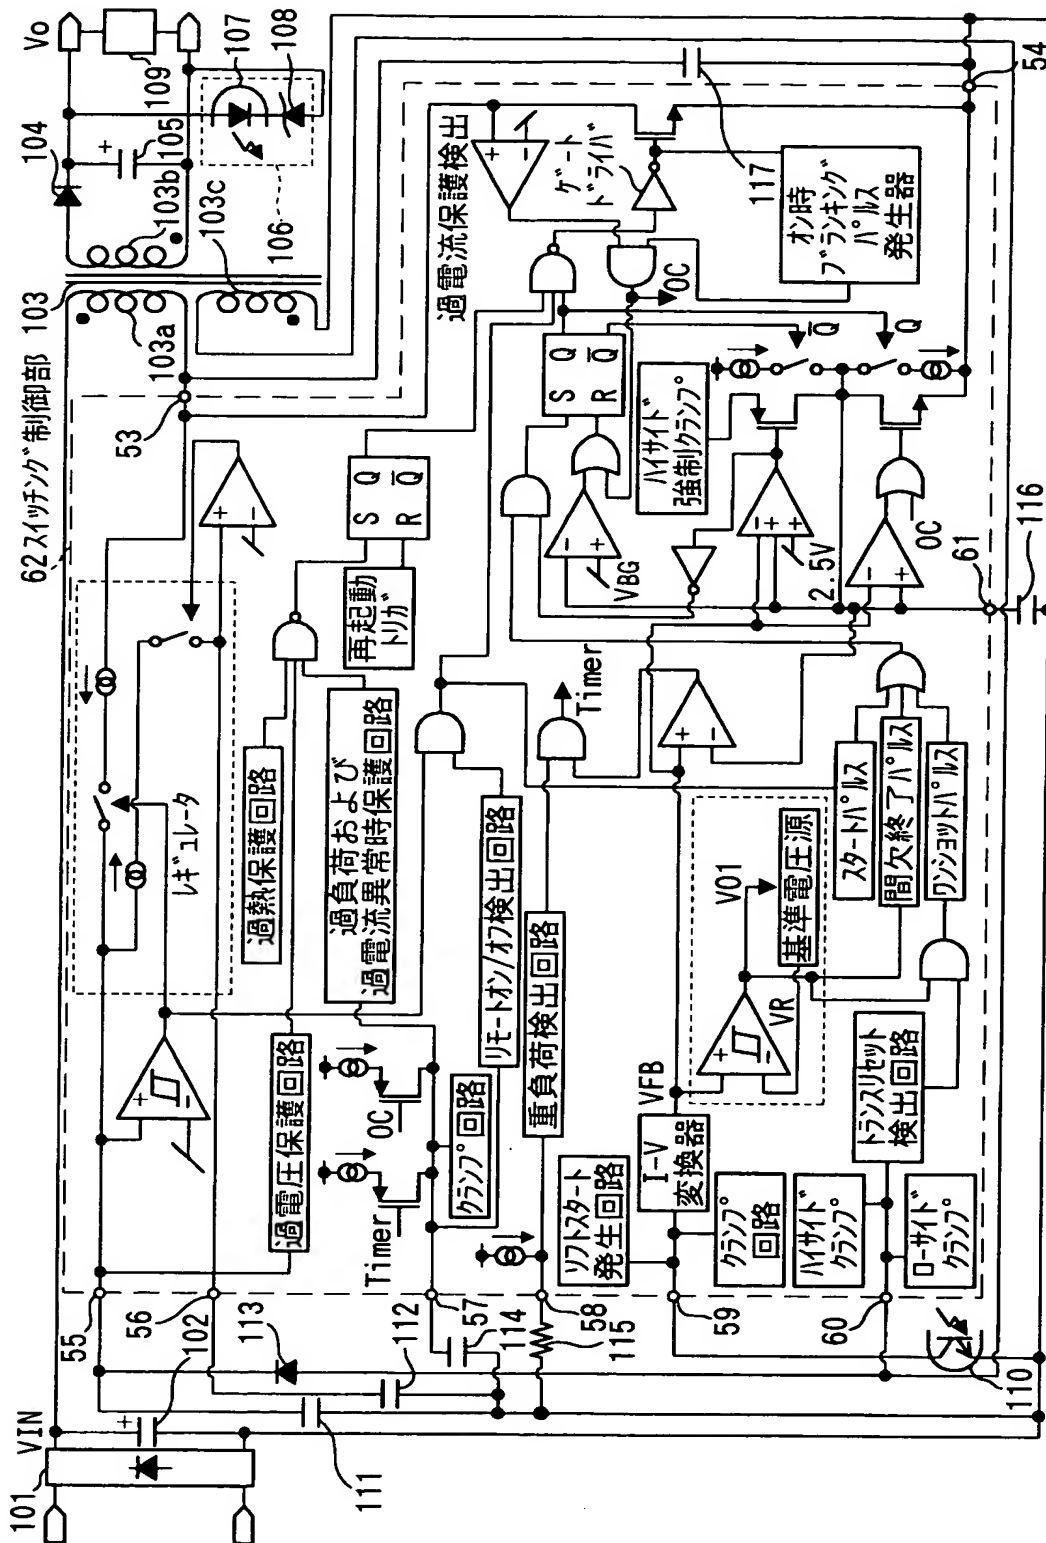 101
VIN
102
+
111
112
113
114
115
110
55
56
57
58
59
60
62スイッチング制御部
103
103a
103b
103c
104
105
+
106
107
108
109
Vo
53
54
レギュレータ
過電圧保護回路
過熱保護回路
過負荷および
過電流異常時保護回路
再起動
トリガ
S
Q
R
Q̅
Timer
OC
クランプ回路
リモートオン/オフ検出回路
重負荷検出回路
Timer
ソフトスタート
発生回路
I-V
変換器
VFB
クランプ
回路
ハイサイド
クランプ
ローサイド
クランプ
トランスリセット
検出回路
VO1
VR
基準電圧源
スタートパルス
間欠終了パルス
ワンショットパルス
過電流保護検出
ゲート
ドライバ
117
オン時
ブランキング
パルス
発生器
OC
S
Q
R
Q̅
VBG
ハイサイド
強制クランプ
2.5V
Q̅
Q
OC
61
116